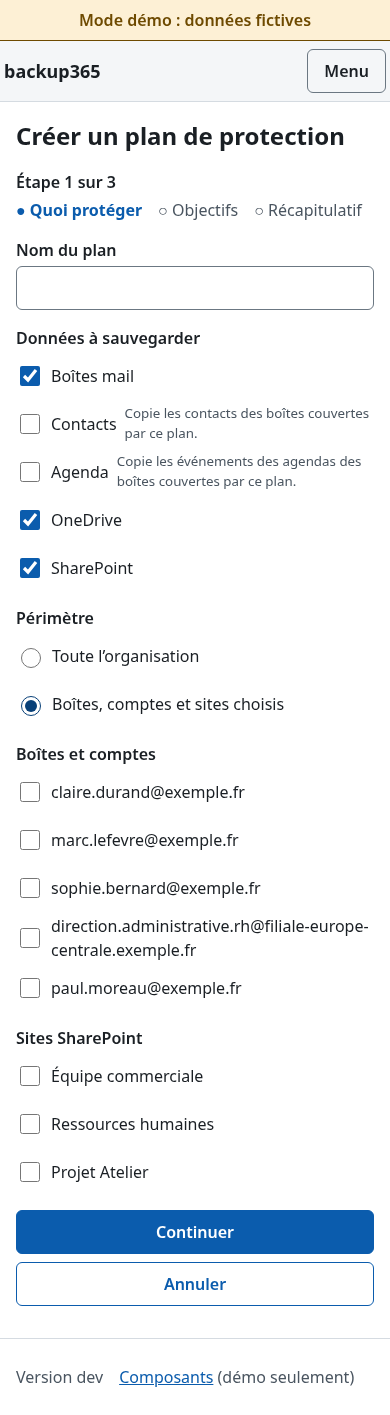 Mode démo : données fictives
backup365
Menu
Créer un plan de protection
Étape 1 sur 3
● Quoi protéger ○ Objectifs ○ Récapitulatif
Nom du plan
Données à sauvegarder
Boîtes mail
Contacts
Copie les contacts des boîtes couvertes
par ce plan.
Agenda
Copie les événements des agendas des
boîtes couvertes par ce plan.
OneDrive
SharePoint
Périmètre
Toute l’organisation
Boîtes, comptes et sites choisis
Boîtes et comptes
claire.durand@exemple.fr
marc.lefevre@exemple.fr
sophie.bernard@exemple.fr
direction.administrative.rh@filiale-europe-
centrale.exemple.fr
paul.moreau@exemple.fr
Sites SharePoint
Équipe commerciale
Ressources humaines
Projet Atelier
Continuer
Annuler
Version dev Composants (démo seulement)